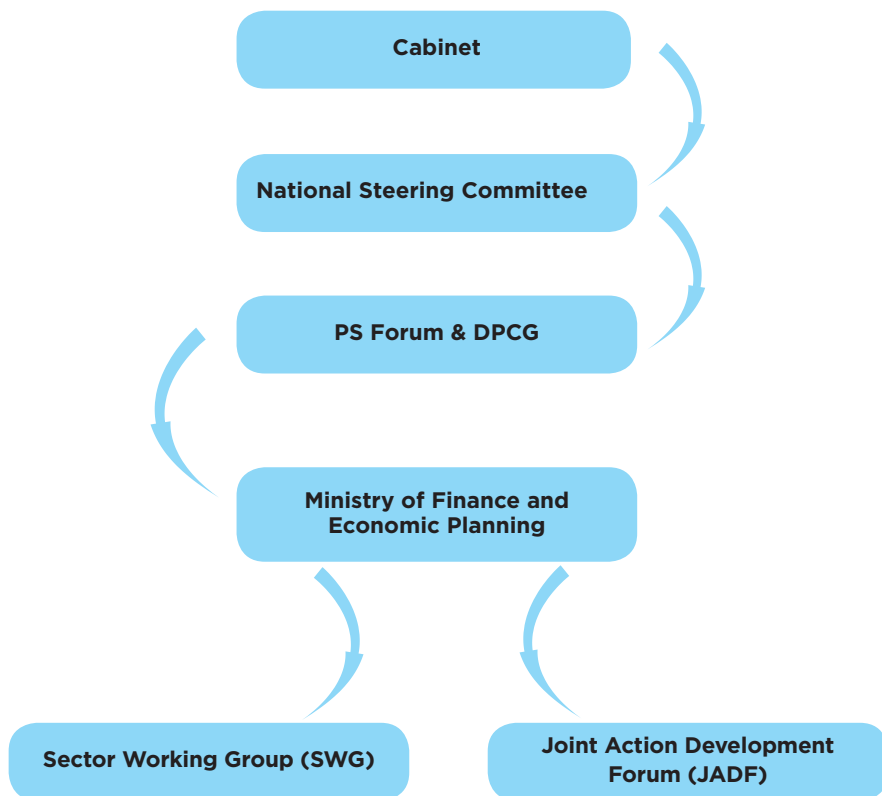 Cabinet
National Steering Committee
PS Forum & DPCG
Ministry of Finance and
Economic Planning
Sector Working Group (SWG)
Joint Action Development
Forum (JADF)